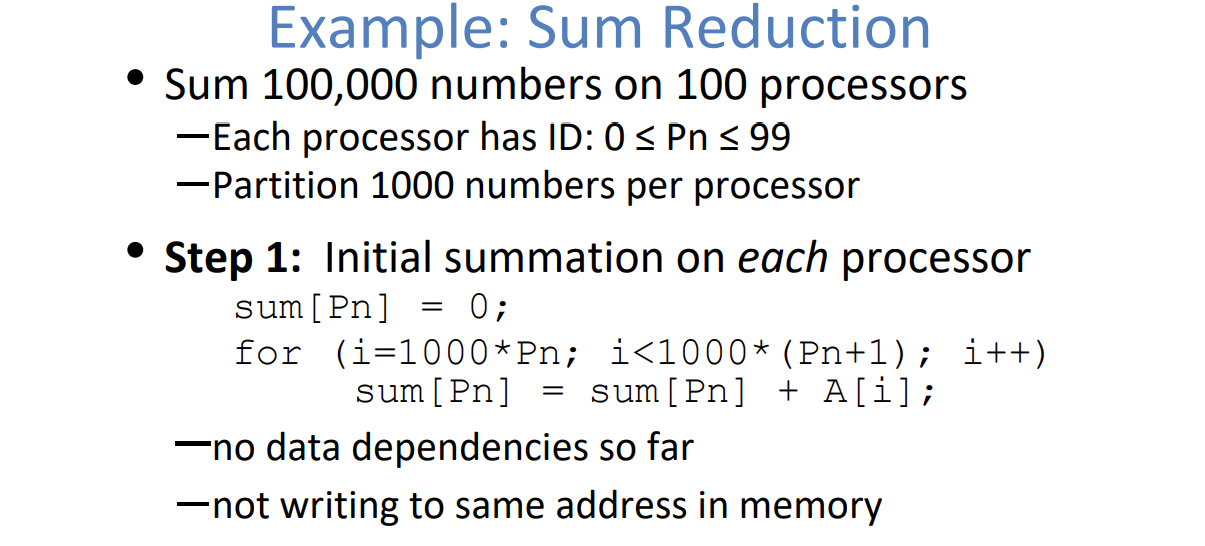 Example: Sum Reduction
• Sum 100,000 numbers on 100 processors
—Each processor has ID: 0 ≤ Pn ≤ 99
—Partition 1000 numbers per processor
• Step 1: Initial summation on each processor
sum[Pn] = 0;
for (i=1000*Pn; i<1000*(Pn+1); i++)
sum[Pn] = sum[Pn] + A[i];
—no data dependencies so far
—not writing to same address in memory